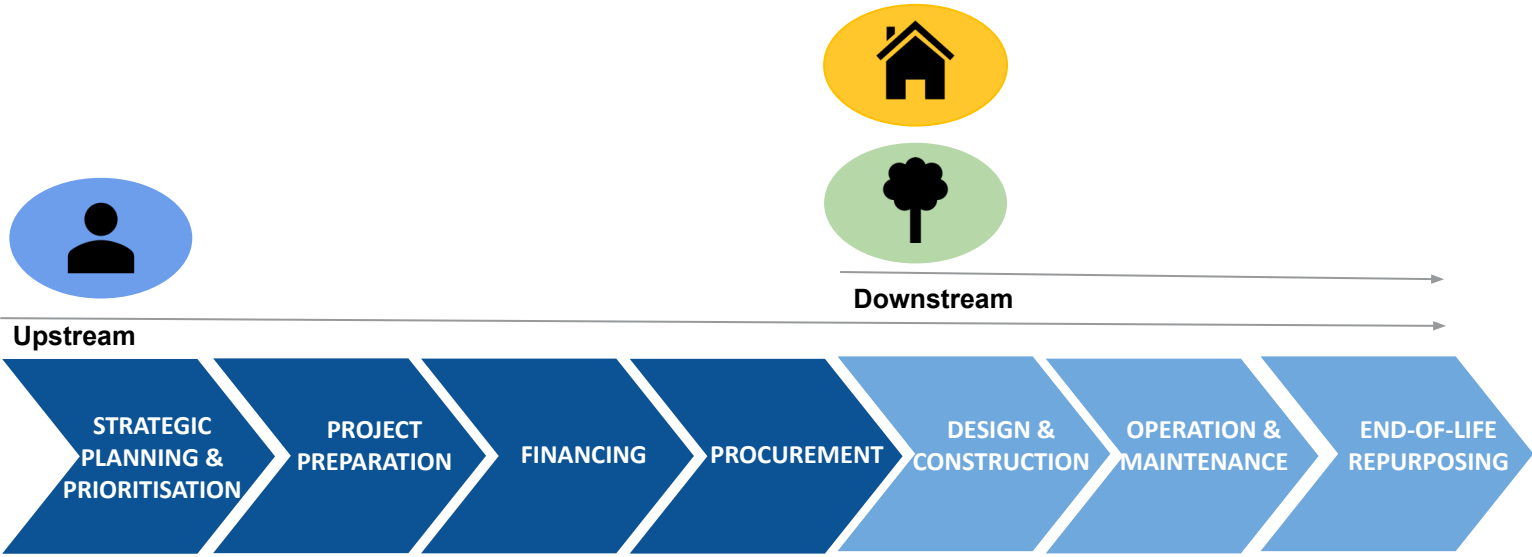 Downstream
Upstream
STRATEGIC
PLANNING &
PRIORITISATION
PROJECT
PREPARATION
FINANCING
PROCUREMENT
DESIGN &
CONSTRUCTION
OPERATION &
MAINTENANCE
END-OF-LIFE
REPURPOSING